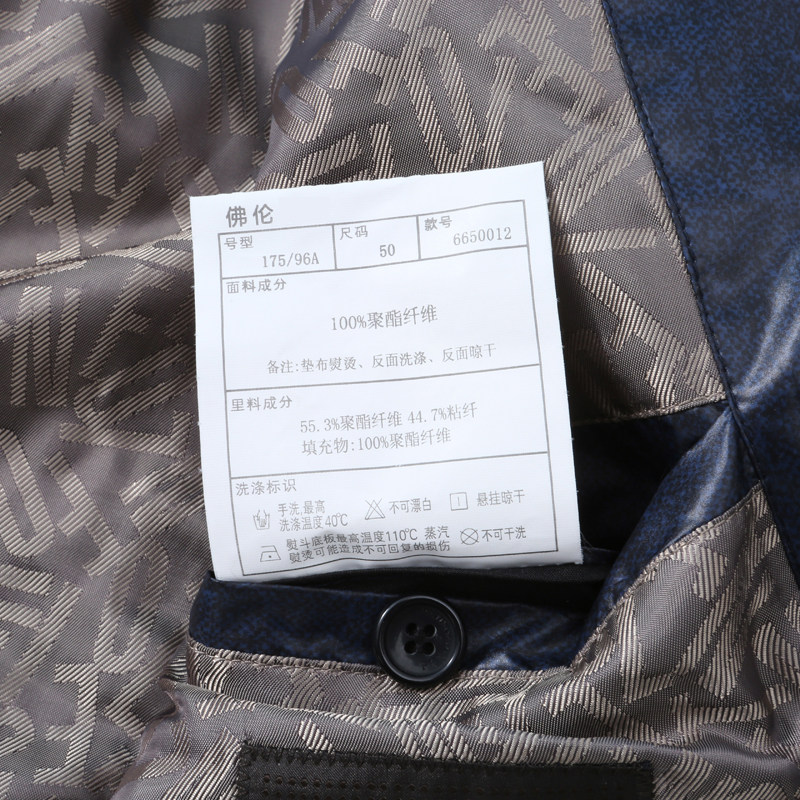 佛伦
号型 175/96A 尺码 50 款号 6650012
面料成分
100%聚酯纤维
备注:垫布熨烫、反面洗涤、反面晾干
里料成分
55.3%聚酯纤维 44.7%粘纤
填充物:100%聚酯纤维
洗涤标识
手洗,最高 不可漂白 悬挂晾干
洗涤温度40℃
熨斗底板最高温度110℃ 蒸汽 不可干洗
熨烫可能造成不可回复的损伤